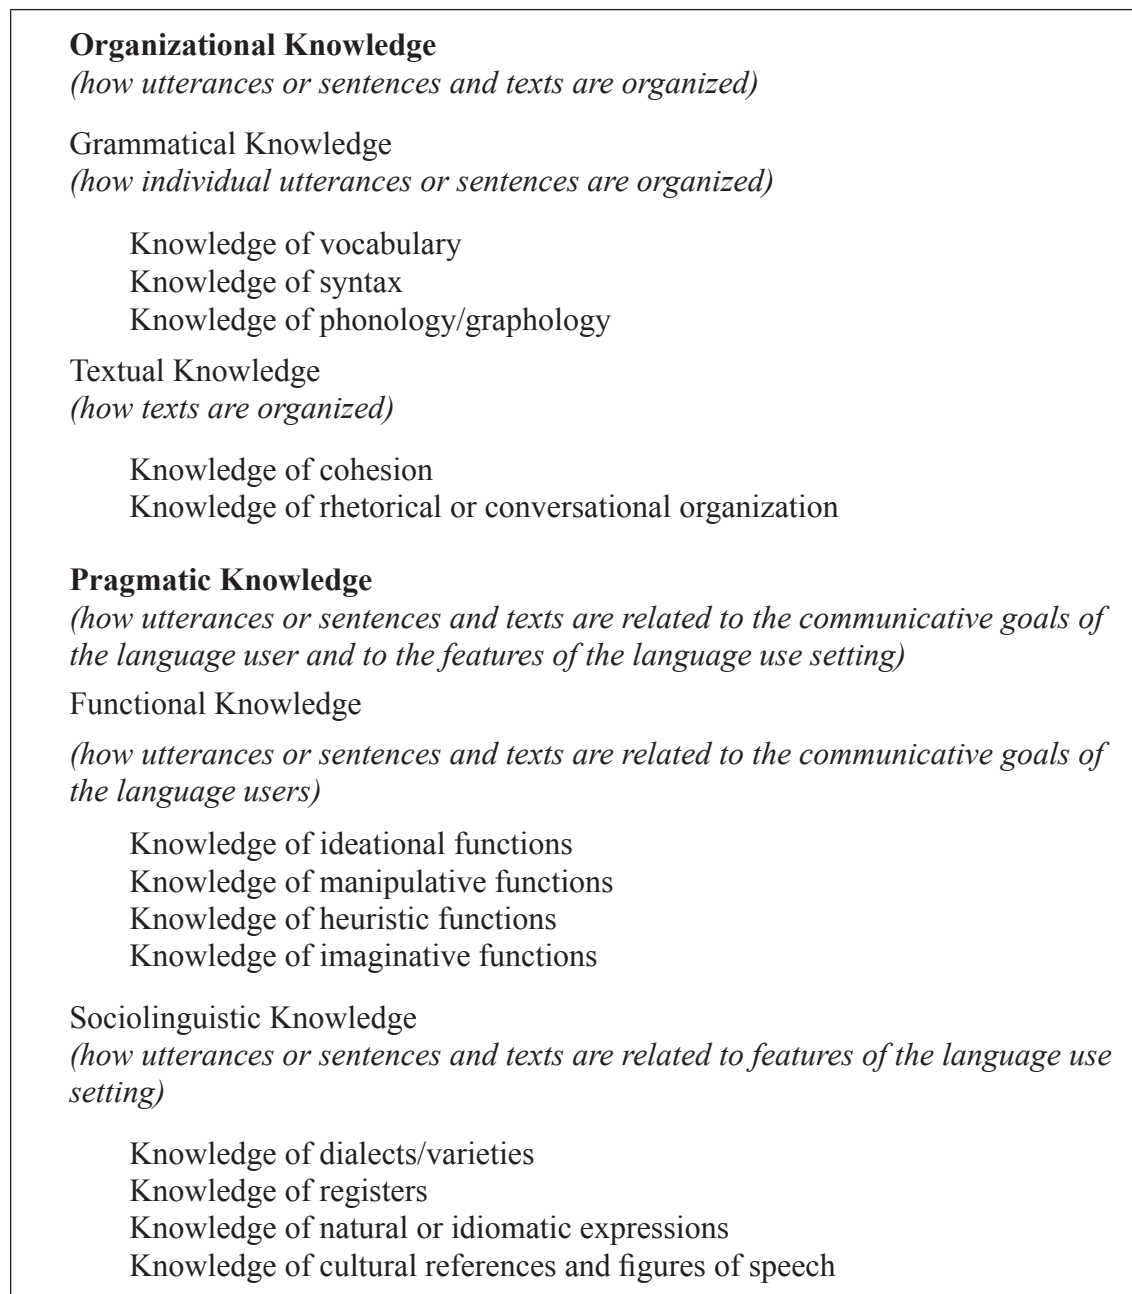 Organizational Knowledge
(how utterances or sentences and texts are organized)
Grammatical Knowledge
(how individual utterances or sentences are organized)
Knowledge of vocabulary
Knowledge of syntax
Knowledge of phonology/graphology
Textual Knowledge
(how texts are organized)
Knowledge of cohesion
Knowledge of rhetorical or conversational organization
Pragmatic Knowledge
(how utterances or sentences and texts are related to the communicative goals of
the language user and to the features of the language use setting)
Functional Knowledge
(how utterances or sentences and texts are related to the communicative goals of
the language users)
Knowledge of ideational functions
Knowledge of manipulative functions
Knowledge of heuristic functions
Knowledge of imaginative functions
Sociolinguistic Knowledge
(how utterances or sentences and texts are related to features of the language use
setting)
Knowledge of dialects/varieties
Knowledge of registers
Knowledge of natural or idiomatic expressions
Knowledge of cultural references and figures of speech